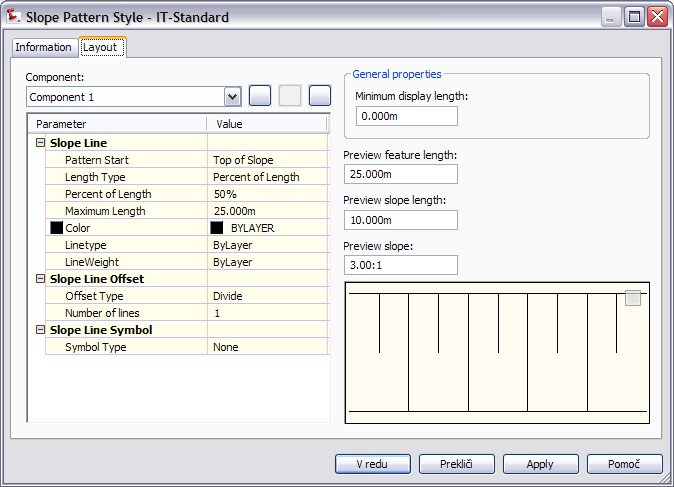 Slope Pattern Style - IT-Standard
Information Layout
Component:
Component 1
Parameter Value
Slope Line
Pattern Start Top of Slope
Length Type Percent of Length
Percent of Length 50%
Maximum Length 25.000m
Color BYLAYER
Linetype ByLayer
LineWeight ByLayer
Slope Line Offset
Offset Type Divide
Number of lines 1
Slope Line Symbol
Symbol Type None
General properties
Minimum display length:
0.000m
Preview feature length:
25.000m
Preview slope length:
10.000m
Preview slope:
3.00:1
V redu Prekliči Apply Pomoč